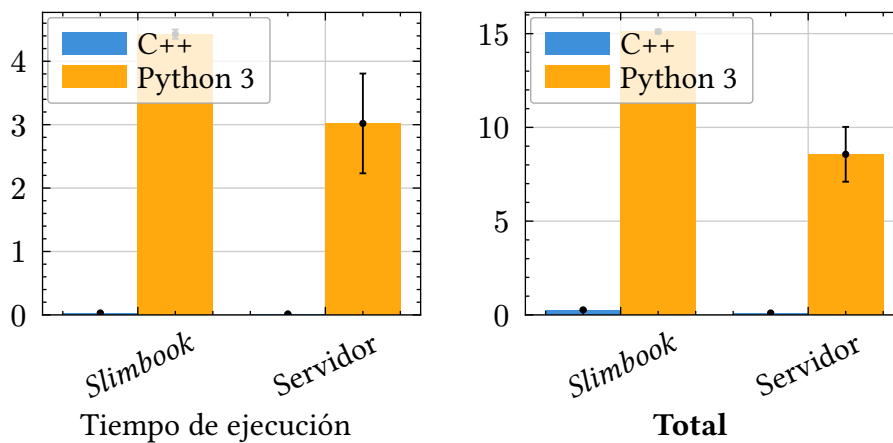 C++
Python 3
4
3
2
1
0
Slimbook
Servidor
Tiempo de ejecución
C++
Python 3
15
10
5
0
Slimbook
Servidor
Total